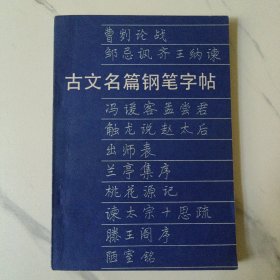 曹刿论战
邹忌讽齐王纳谏
古文名篇钢笔字帖
冯谖客孟尝君
触龙说赵太后
出师表
兰亭集序
桃花源记
谏太宗十思疏
滕王阁序
陋室铭